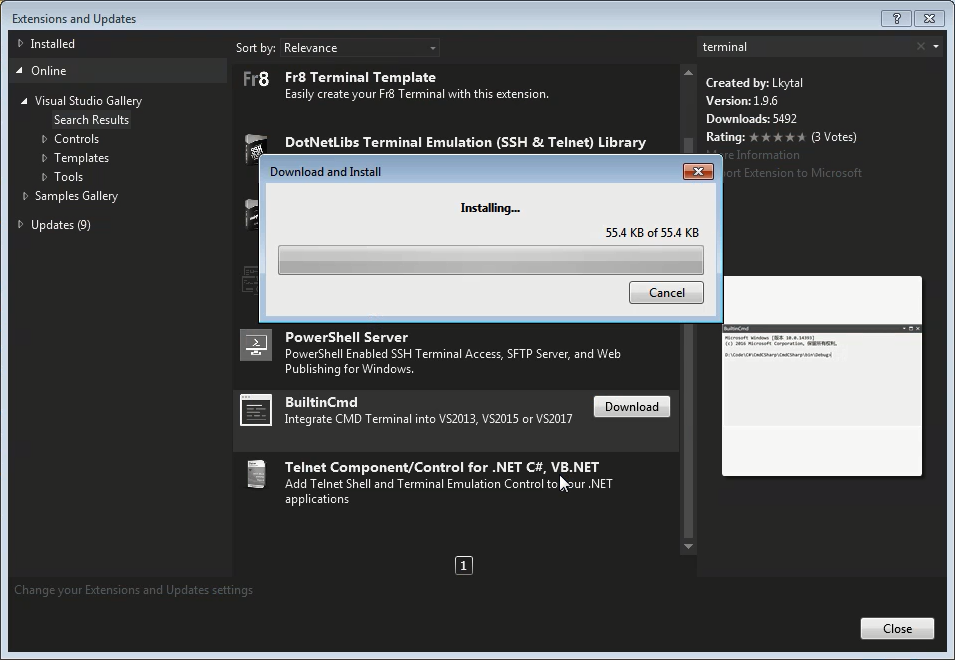 Extensions and Updates
Installed
Online
Visual Studio Gallery
Search Results
Controls
Templates
Tools
Samples Gallery
Updates (9)
Change your Extensions and Updates settings
Sort by: Relevance
Fr8 Fr8 Terminal Template
Easily create your Fr8 Terminal with this extension.
DotNetLibs Terminal Emulation (SSH & Telnet) Library
Download and Install
Installing...
55.4 KB of 55.4 KB
Cancel
PowerShell Server
PowerShell Enabled SSH Terminal Access, SFTP Server, and Web
Publishing for Windows.
BuiltinCmd
Integrate CMD Terminal into VS2013, VS2015 or VS2017
Download
Telnet Component/Control for .NET C#, VB.NET
Add Telnet Shell and Terminal Emulation Control to your .NET
applications
1
terminal
Created by: Lkytal
Version: 1.9.6
Downloads: 5492
Rating: (3 Votes)
More Information
port Extension to Microsoft
BuiltinCmd
Microsoft Windows [版本 10.0.14393]
(c) 2016 Microsoft Corporation。保留所有权利。
D:\Code\C#\CmdCSharp\CmdCSharp\bin\Debug>
Close